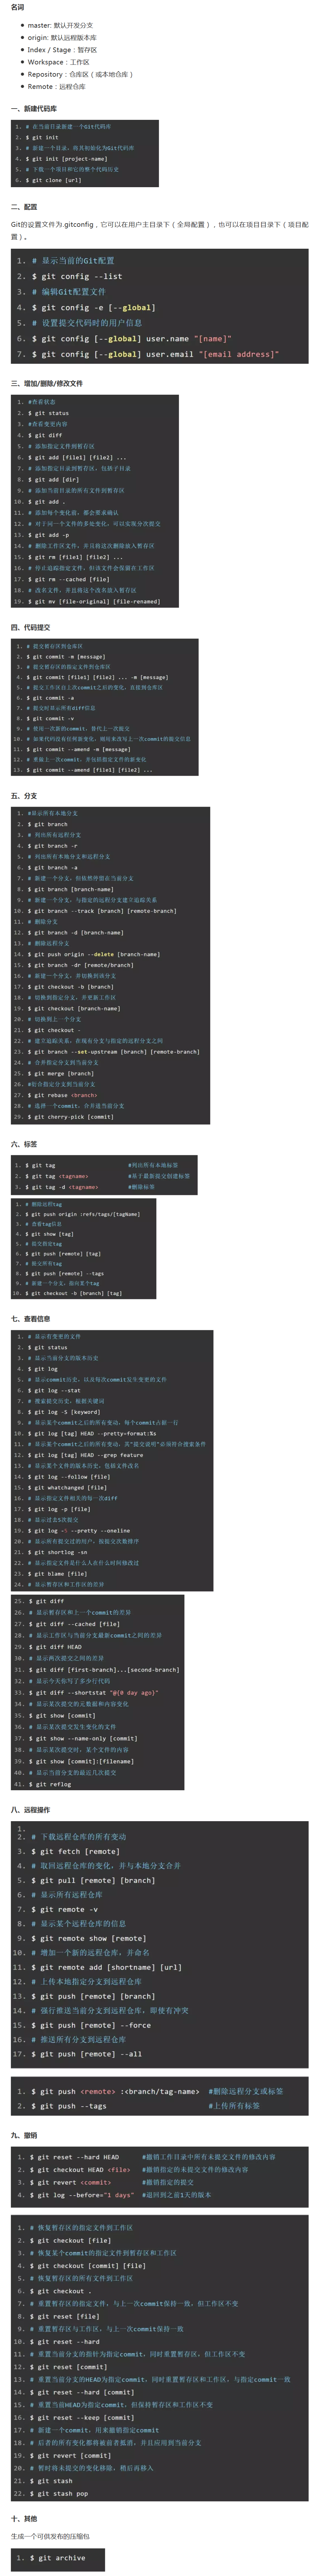 名词
master: 默认开发分支
origin: 默认远程版本库
Index / Stage：暂存区
Workspace：工作区
Repository：仓库区（或本地仓库）
Remote：远程仓库
一、新建代码库
1. # 在当前目录新建一个Git代码库
2. $ git init
3. # 新建一个目录，将其初始化为Git代码库
4. $ git init [project-name]
5. # 下载一个项目和它的整个代码历史
6. $ git clone [url]
二、配置
Git的设置文件为.gitconfig，它可以在用户主目录下（全局配置），也可以在项目目录下（项目配
置）。
1. # 显示当前的Git配置
2. $ git config --list
3. # 编辑Git配置文件
4. $ git config -e [--global]
5. # 设置提交代码时的用户信息
6. $ git config [--global] user.name "[name]"
7. $ git config [--global] user.email "[email address]"
三、增加/删除/修改文件
1. #查看状态
2. $ git status
3. #查看变更内容
4. $ git diff
5. # 添加指定文件到暂存区
6. $ git add [file1] [file2] ...
7. # 添加指定目录到暂存区，包括子目录
8. $ git add [dir]
9. # 添加当前目录的所有文件到暂存区
10. $ git add .
11. # 添加每个变化前，都会要求确认
12. # 对于同一个文件的多处变化，可以实现分次提交
13. $ git add -p
14. # 删除工作区文件，并且将这次删除放入暂存区
15. $ git rm [file1] [file2] ...
16. # 停止追踪指定文件，但该文件会保留在工作区
17. $ git rm --cached [file]
18. # 改名文件，并且将这个改名放入暂存区
19. $ git mv [file-original] [file-renamed]
四、代码提交
1. # 提交暂存区到仓库区
2. $ git commit -m [message]
3. # 提交暂存区的指定文件到仓库区
4. $ git commit [file1] [file2] ... -m [message]
5. # 提交工作区自上次commit之后的变化，直接到仓库区
6. $ git commit -a
7. # 提交时显示所有diff信息
8. $ git commit -v
9. # 使用一次新的commit，替代上一次提交
10. # 如果代码没有任何新变化，则用来改写上一次commit的提交信息
11. $ git commit --amend -m [message]
12. # 重做上一次commit，并包括指定文件的新变化
13. $ git commit --amend [file1] [file2] ...
五、分支
1. #显示所有本地分支
2. $ git branch
3. # 列出所有远程分支
4. $ git branch -r
5. # 列出所有本地分支和远程分支
6. $ git branch -a
7. # 新建一个分支，但依然停留在当前分支
8. $ git branch [branch-name]
9. # 新建一个分支，与指定的远程分支建立追踪关系
10. $ git branch --track [branch] [remote-branch]
11. # 删除分支
12. $ git branch -d [branch-name]
13. # 删除远程分支
14. $ git push origin --delete [branch-name]
15. $ git branch -dr [remote/branch]
16. # 新建一个分支，并切换到该分支
17. $ git checkout -b [branch]
18. # 切换到指定分支，并更新工作区
19. $ git checkout [branch-name]
20. # 切换到上一个分支
21. $ git checkout -
22. # 建立追踪关系，在现有分支与指定的远程分支之间
23. $ git branch --set-upstream [branch] [remote-branch]
24. # 合并指定分支到当前分支
25. $ git merge [branch]
26. #衍合指定分支到当前分支
27. $ git rebase <branch>
28. # 选择一个commit，合并进当前分支
29. $ git cherry-pick [commit]
六、标签
1. $ git tag #列出所有本地标签
2. $ git tag <tagname> #基于最新提交创建标签
3. $ git tag -d <tagname> #删除标签
1. # 删除远程tag
2. $ git push origin :refs/tags/[tagName]
3. # 查看tag信息
4. $ git show [tag]
5. # 提交指定tag
6. $ git push [remote] [tag]
7. # 提交所有tag
8. $ git push [remote] --tags
9. # 新建一个分支，指向某个tag
10. $ git checkout -b [branch] [tag]
七、查看信息
1. # 显示有变更的文件
2. $ git status
3. # 显示当前分支的版本历史
4. $ git log
5. # 显示commit历史，以及每次commit发生变更的文件
6. $ git log --stat
7. # 搜索提交历史，根据关键词
8. $ git log -S [keyword]
9. # 显示某个commit之后的所有变动，每个commit占据一行
10. $ git log [tag] HEAD --pretty=format:%s
11. # 显示某个commit之后的所有变动，其"提交说明"必须符合搜索条件
12. $ git log [tag] HEAD --grep feature
13. # 显示某个文件的版本历史，包括文件改名
14. $ git log --follow [file]
15. $ git whatchanged [file]
16. # 显示指定文件相关的每一次diff
17. $ git log -p [file]
18. # 显示过去5次提交
19. $ git log -5 --pretty --oneline
20. # 显示所有提交过的用户，按提交次数排序
21. $ git shortlog -sn
22. # 显示指定文件是什么人在什么时间修改过
23. $ git blame [file]
24. # 显示暂存区和工作区的差异
25. $ git diff
26. # 显示暂存区和上一个commit的差异
27. $ git diff --cached [file]
28. # 显示工作区与当前分支最新commit之间的差异
29. $ git diff HEAD
30. # 显示两次提交之间的差异
31. $ git diff [first-branch]...[second-branch]
32. # 显示今天你写了多少行代码
33. $ git diff --shortstat "@{0 day ago}"
34. # 显示某次提交的元数据和内容变化
35. $ git show [commit]
36. # 显示某次提交发生变化的文件
37. $ git show --name-only [commit]
38. # 显示某次提交时，某个文件的内容
39. $ git show [commit]:[filename]
40. # 显示当前分支的最近几次提交
41. $ git reflog
八、远程操作
1.
2. # 下载远程仓库的所有变动
3. $ git fetch [remote]
4. # 取回远程仓库的变化，并与本地分支合并
5. $ git pull [remote] [branch]
6. # 显示所有远程仓库
7. $ git remote -v
8. # 显示某个远程仓库的信息
9. $ git remote show [remote]
10. # 增加一个新的远程仓库，并命名
11. $ git remote add [shortname] [url]
12. # 上传本地指定分支到远程仓库
13. $ git push [remote] [branch]
14. # 强行推送当前分支到远程仓库，即使有冲突
15. $ git push [remote] --force
16. # 推送所有分支到远程仓库
17. $ git push [remote] --all
1. $ git push <remote> :<branch/tag-name> #删除远程分支或标签
2. $ git push --tags #上传所有标签
九、撤销
1. $ git reset --hard HEAD #撤销工作目录中所有未提交文件的修改内容
2. $ git checkout HEAD <file> #撤销指定的未提交文件的修改内容
3. $ git revert <commit> #撤销指定的提交
4. $ git log --before="1 days" #退回到之前1天的版本
1. # 恢复暂存区的指定文件到工作区
2. $ git checkout [file]
3. # 恢复某个commit的指定文件到暂存区和工作区
4. $ git checkout [commit] [file]
5. # 恢复暂存区的所有文件到工作区
6. $ git checkout .
7. # 重置暂存区的指定文件，与上一次commit保持一致，但工作区不变
8. $ git reset [file]
9. # 重置暂存区与工作区，与上一次commit保持一致
10. $ git reset --hard
11. # 重置当前分支的指针为指定commit，同时重置暂存区，但工作区不变
12. $ git reset [commit]
13. # 重置当前分支的HEAD为指定commit，同时重置暂存区和工作区，与指定commit一致
14. $ git reset --hard [commit]
15. # 重置当前HEAD为指定commit，但保持暂存区和工作区不变
16. $ git reset --keep [commit]
17. # 新建一个commit，用来撤销指定commit
18. # 后者的所有变化都将被前者抵消，并且应用到当前分支
19. $ git revert [commit]
20. # 暂时将未提交的变化移除，稍后再移入
21. $ git stash
22. $ git stash pop
十、其他
生成一个可供发布的压缩包
1. $ git archive